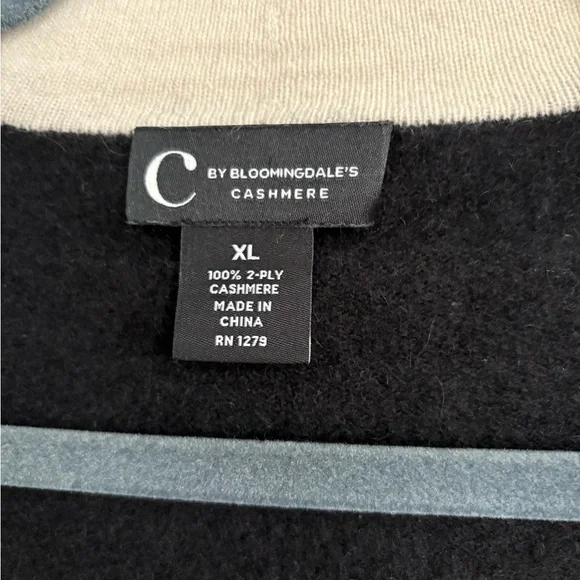 C BY BLOOMINGDALE'S
CASHMERE
XL
100% 2-PLY
CASHMERE
MADE IN
CHINA
RN 1279